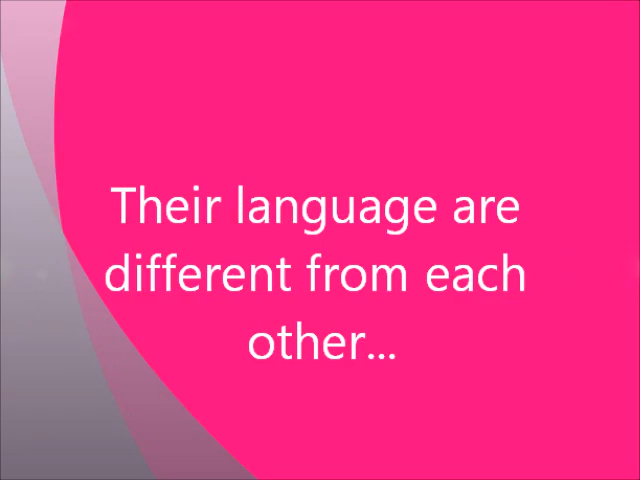 Their language are
different from each
other...